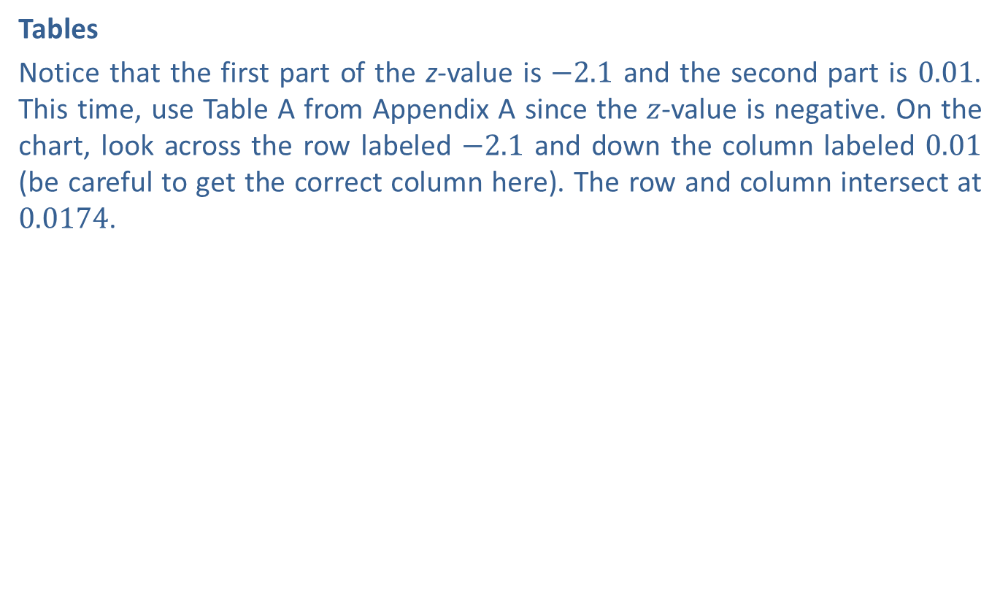 Tables
Notice that the first part of the z-value is −2.1 and the second part is 0.01.
This time, use Table A from Appendix A since the z-value is negative. On the
chart, look across the row labeled −2.1 and down the column labeled 0.01
(be careful to get the correct column here). The row and column intersect at
0.0174.